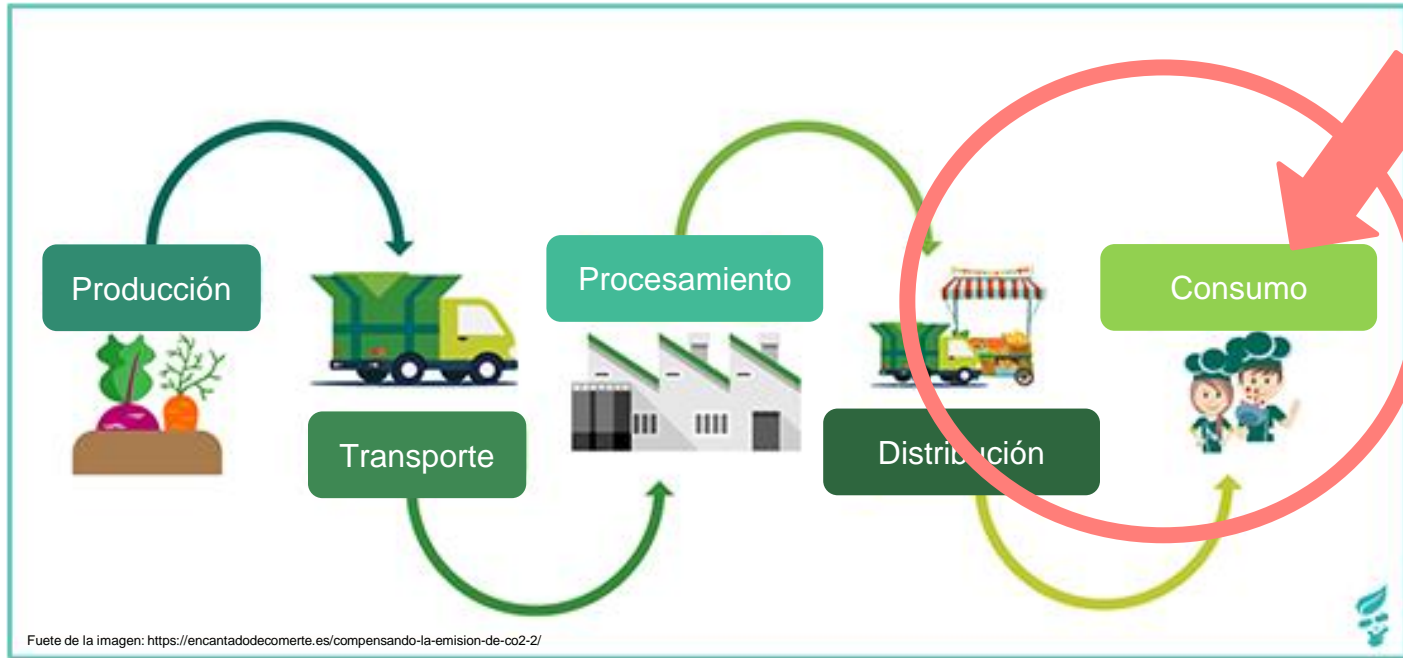 Producción
Transporte
Procesamiento
Distribución
Consumo
Fuete de la imagen: https://encantadodecomerte.es/compensando-la-emision-de-co2-2/